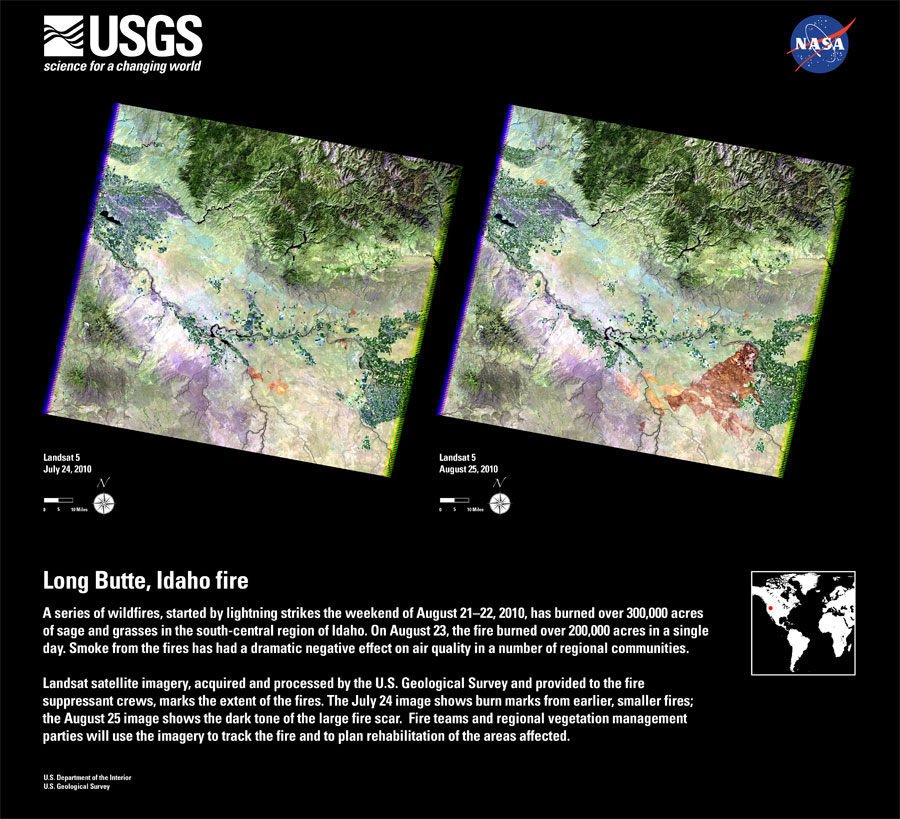 USGS
science for a changing world
NASA
Landsat 5
July 24, 2010
N
0 5 10 Miles
Landsat 5
August 25, 2010
N
0 5 10 Miles
Long Butte, Idaho fire
A series of wildfires, started by lightning strikes the weekend of August 21–22, 2010, has burned over 300,000 acres
of sage and grasses in the south-central region of Idaho. On August 23, the fire burned over 200,000 acres in a single
day. Smoke from the fires has had a dramatic negative effect on air quality in a number of regional communities.
Landsat satellite imagery, acquired and processed by the U.S. Geological Survey and provided to the fire
suppressant crews, marks the extent of the fires. The July 24 image shows burn marks from earlier, smaller fires;
the August 25 image shows the dark tone of the large fire scar. Fire teams and regional vegetation management
parties will use the imagery to track the fire and to plan rehabilitation of the areas affected.
U.S. Department of the Interior
U.S. Geological Survey